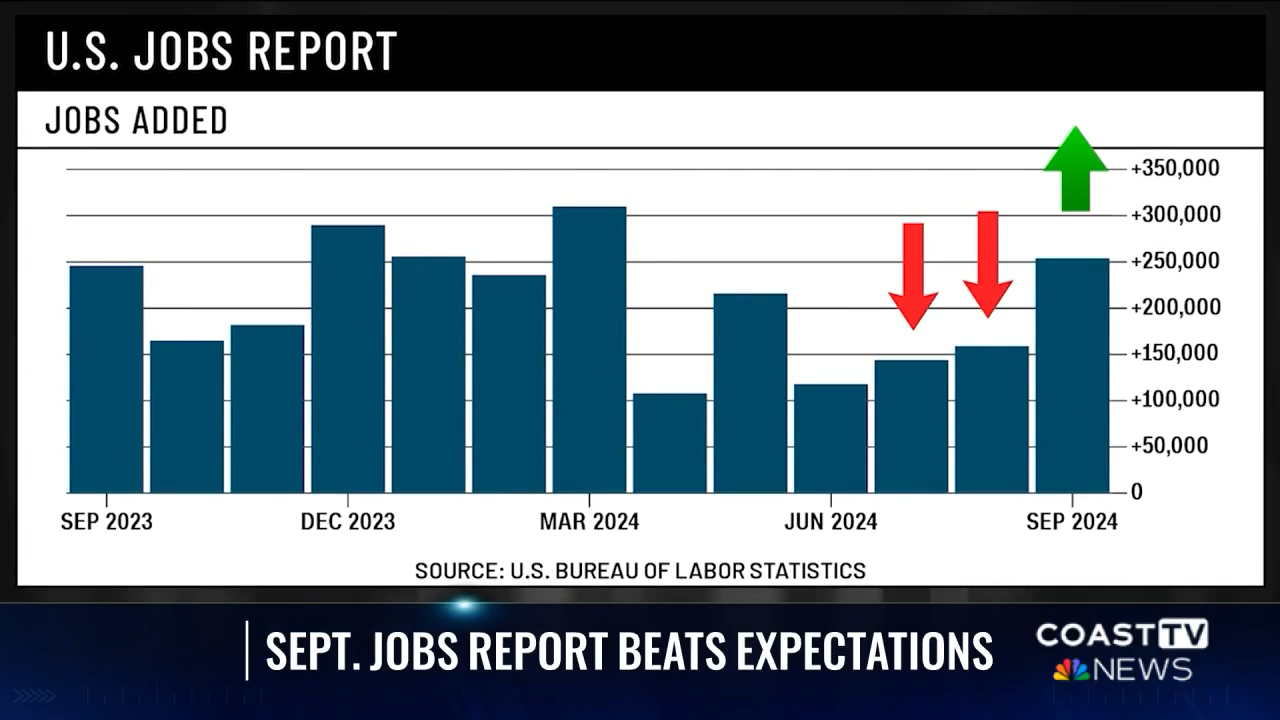 U.S. JOBS REPORT
JOBS ADDED
+350,000
+300,000
+250,000
+200,000
+150,000
+100,000
+50,000
0
SEP 2023 DEC 2023 MAR 2024 JUN 2024 SEP 2024
SOURCE: U.S. BUREAU OF LABOR STATISTICS
SEPT. JOBS REPORT BEATS EXPECTATIONS
COAST TV
NEWS